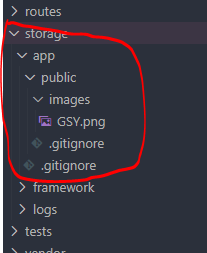 routes
storage
app
public
images
GSY.png
.gitignore
.gitignore
framework
logs
tests
vendor